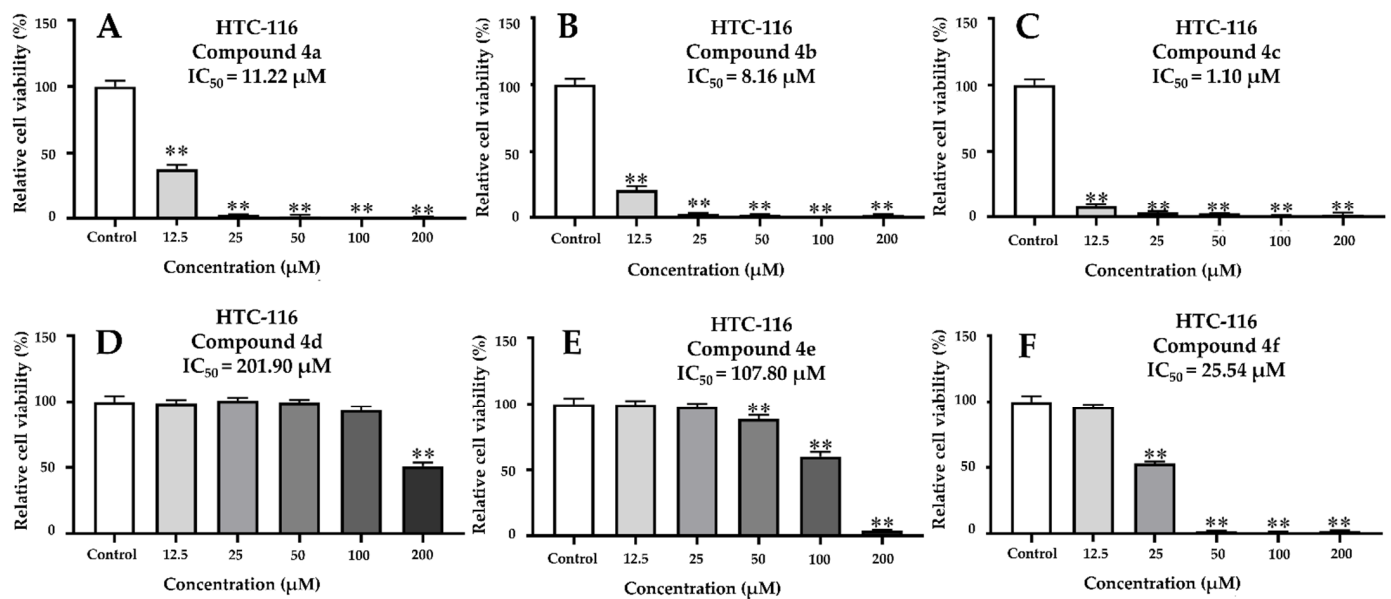 A
HTC-116
Compound 4a
IC₅₀ = 11.22 µM
Relative cell viability (%)
150
100
50
0
**
**
**
**
**
Control 12.5 25 50 100 200
Concentration (µM)
B
HTC-116
Compound 4b
IC₅₀ = 8.16 µM
Relative cell viability (%)
150
100
50
0
**
**
**
**
**
Control 12.5 25 50 100 200
Concentration (µM)
C
HTC-116
Compound 4c
IC₅₀ = 1.10 µM
Relative cell viability (%)
150
100
50
0
**
**
**
**
**
Control 12.5 25 50 100 200
Concentration (µM)
D
HTC-116
Compound 4d
IC₅₀ = 201.90 µM
Relative cell viability (%)
150
100
50
0
**
Control 12.5 25 50 100 200
Concentration (µM)
E
HTC-116
Compound 4e
IC₅₀ = 107.80 µM
Relative cell viability (%)
150
100
50
0
**
**
**
Control 12.5 25 50 100 200
Concentration (µM)
F
HTC-116
Compound 4f
IC₅₀ = 25.54 µM
Relative cell viability (%)
150
100
50
0
**
**
**
**
Control 12.5 25 50 100 200
Concentration (µM)